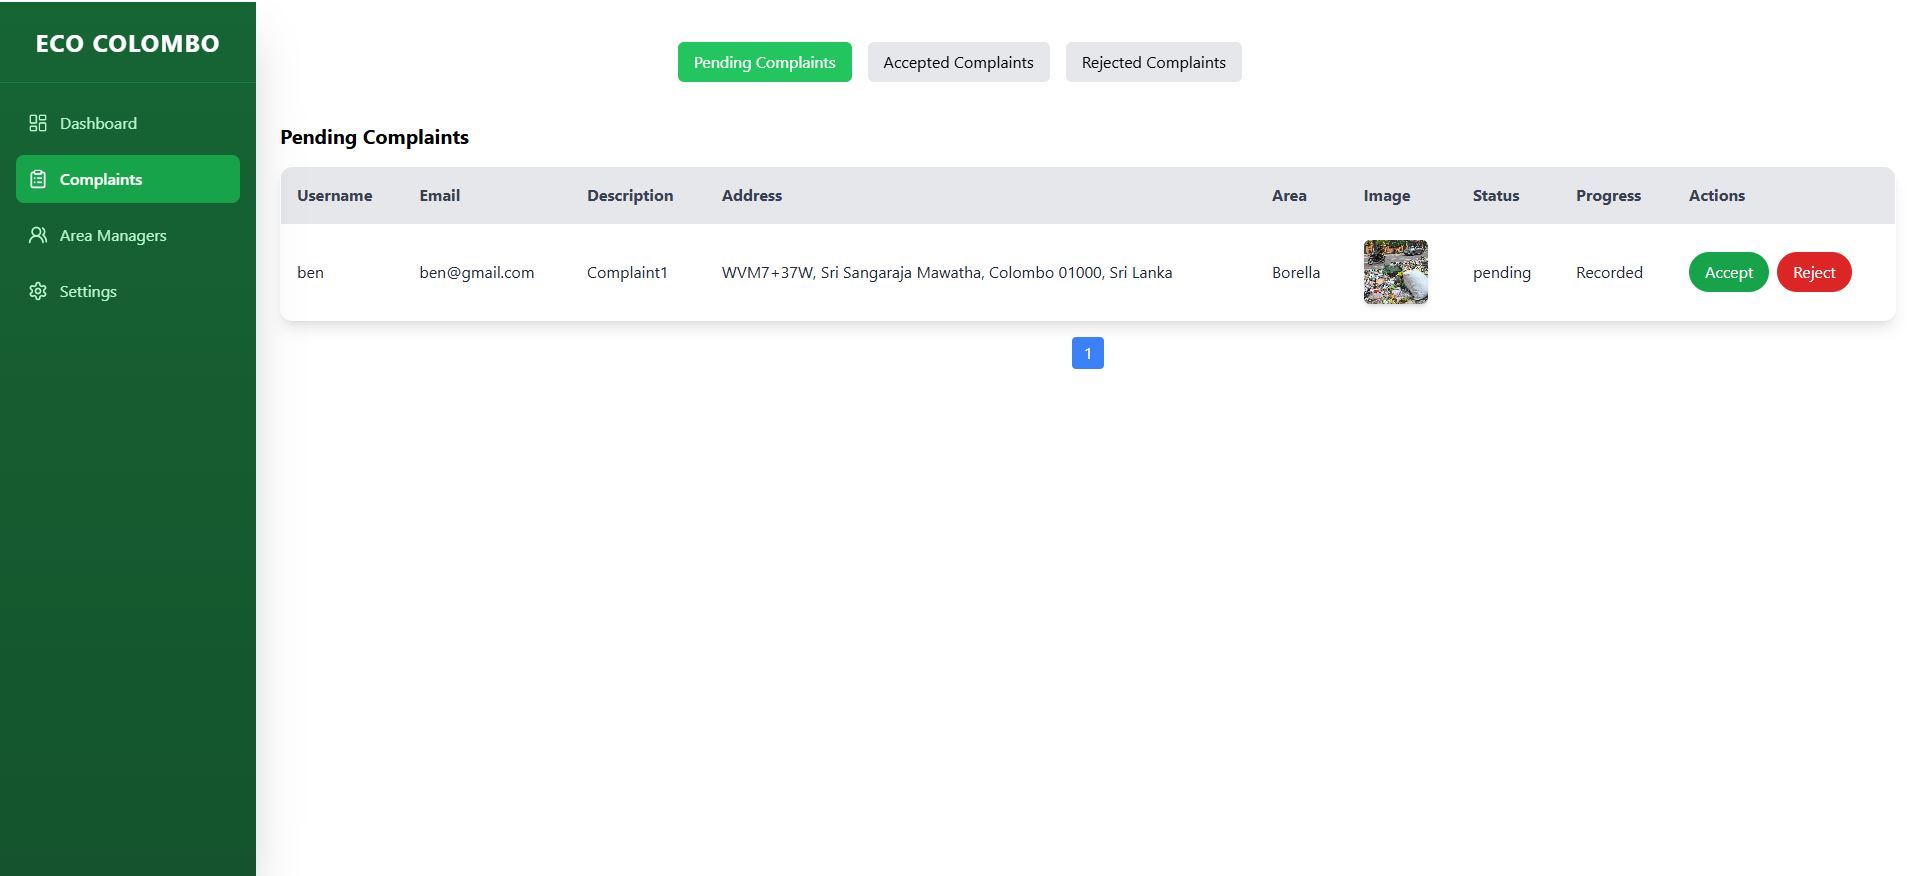 ECO COLOMBO
Dashboard
Complaints
Area Managers
Settings
Pending Complaints Accepted Complaints Rejected Complaints
Pending Complaints
Username Email Description Address Area Image Status Progress Actions
ben ben@gmail.com Complaint1 WVM7+37W, Sri Sangaraja Mawatha, Colombo 01000, Sri Lanka Borella pending Recorded Accept Reject
1